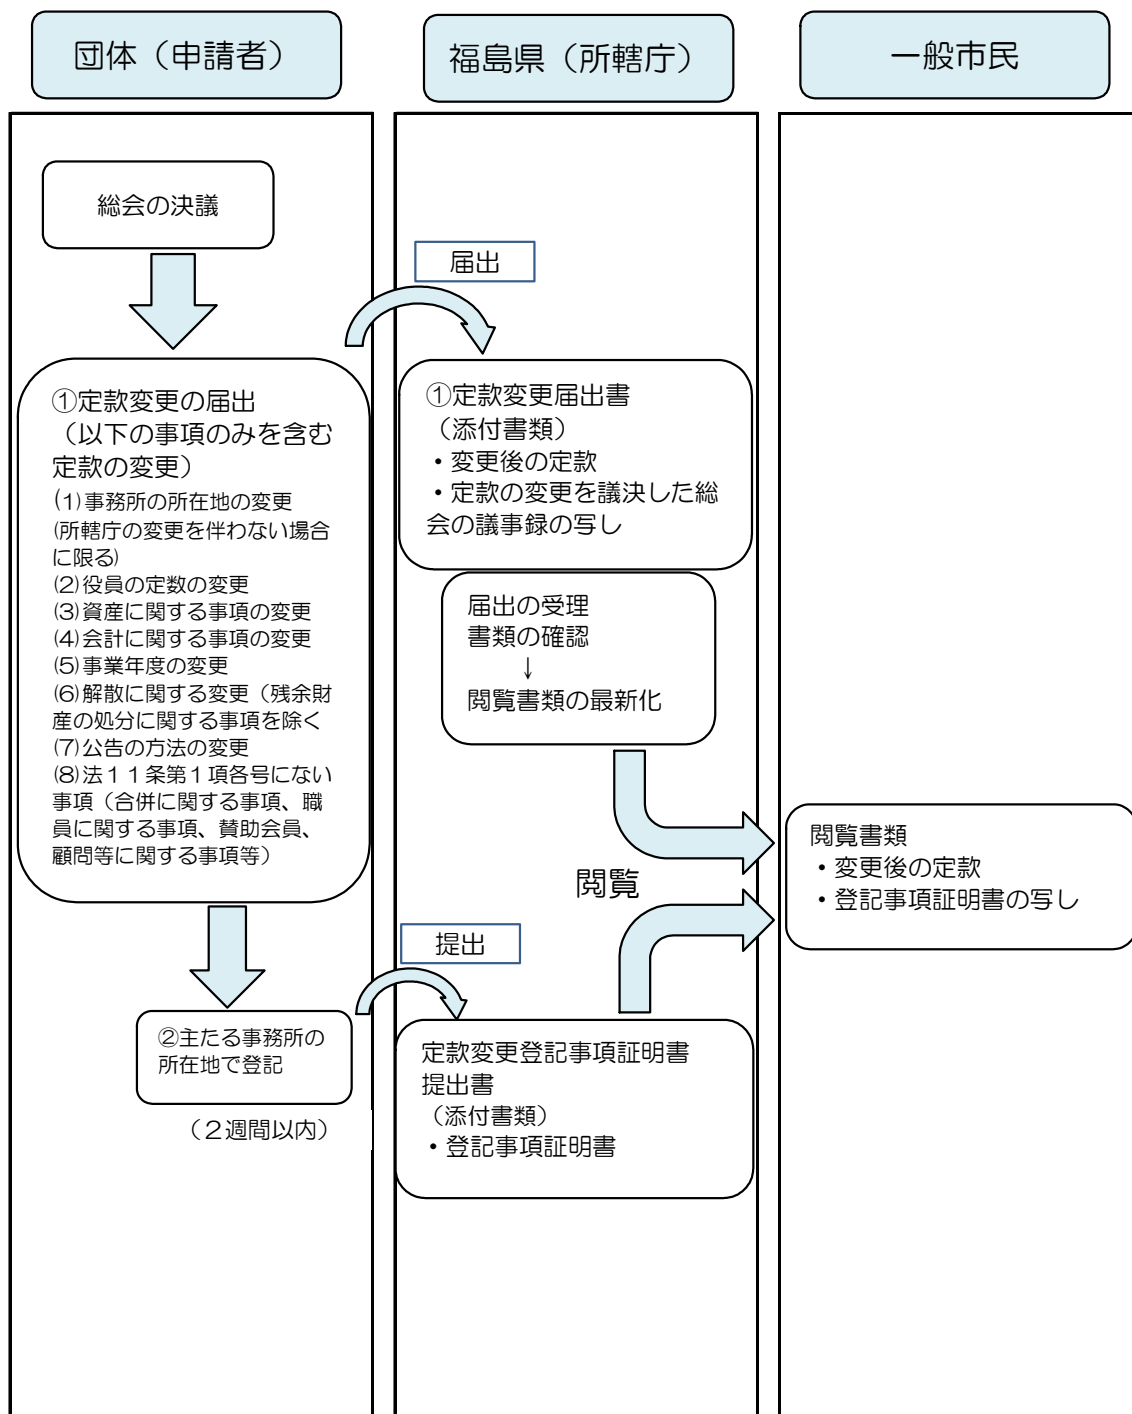 団体（申請者）
福島県（所轄庁）
一般市民
総会の決議
届出
①定款変更の届出
（以下の事項のみを含む
定款の変更）
(1)事務所の所在地の変更
(所轄庁の変更を伴わない場合
に限る)
(2)役員の定数の変更
(3)資産に関する事項の変更
(4)会計に関する事項の変更
(5)事業年度の変更
(6)解散に関する変更（残余財
産の処分に関する事項を除く
(7)公告の方法の変更
(8)法１１条第１項各号にない
事項（合併に関する事項、職
員に関する事項、賛助会員、
顧問等に関する事項等）
①定款変更届出書
（添付書類）
・変更後の定款
・定款の変更を議決した総
会の議事録の写し
届出の受理
書類の確認
↓
閲覧書類の最新化
閲覧
閲覧書類
・変更後の定款
・登記事項証明書の写し
提出
②主たる事務所の
所在地で登記
（２週間以内）
定款変更登記事項証明書
提出書
（添付書類）
・登記事項証明書